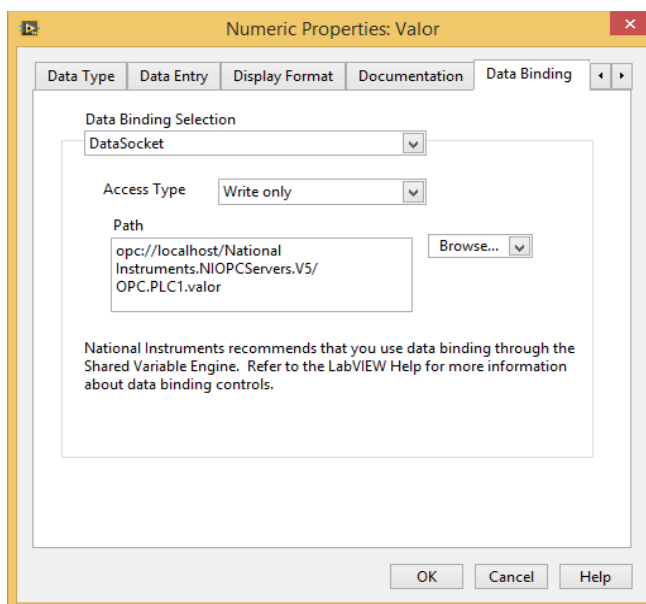 Numeric Properties: Valor
Data Type Data Entry Display Format Documentation Data Binding
Data Binding Selection
DataSocket
Access Type Write only
Path
opc://localhost/National
Instruments.NIOPCServers.V5/
OPC.PLC1.valor
Browse...
National Instruments recommends that you use data binding through the
Shared Variable Engine.  Refer to the LabVIEW Help for more information
about data binding controls.
OK Cancel Help